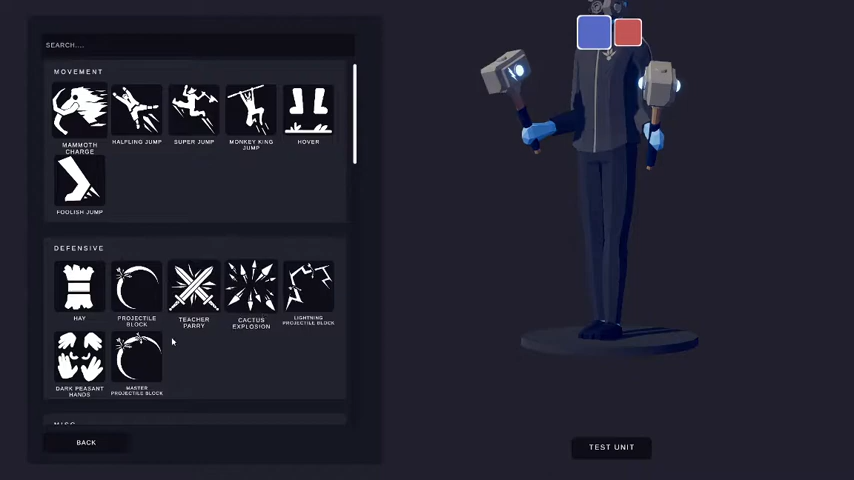 SEARCH....
MOVEMENT
MAMMOTH CHARGE
HALFLING JUMP
SUPER JUMP
MONKEY KING JUMP
HOVER
FOOLISH JUMP
DEFENSIVE
HAY
PROJECTILE BLOCK
TEACHER PARRY
CACTUS EXPLOSION
LIGHTNING PROJECTILE BLOCK
DARK PEASANT HANDS
MASTER PROJECTILE BLOCK
MISC
BACK
TEST UNIT